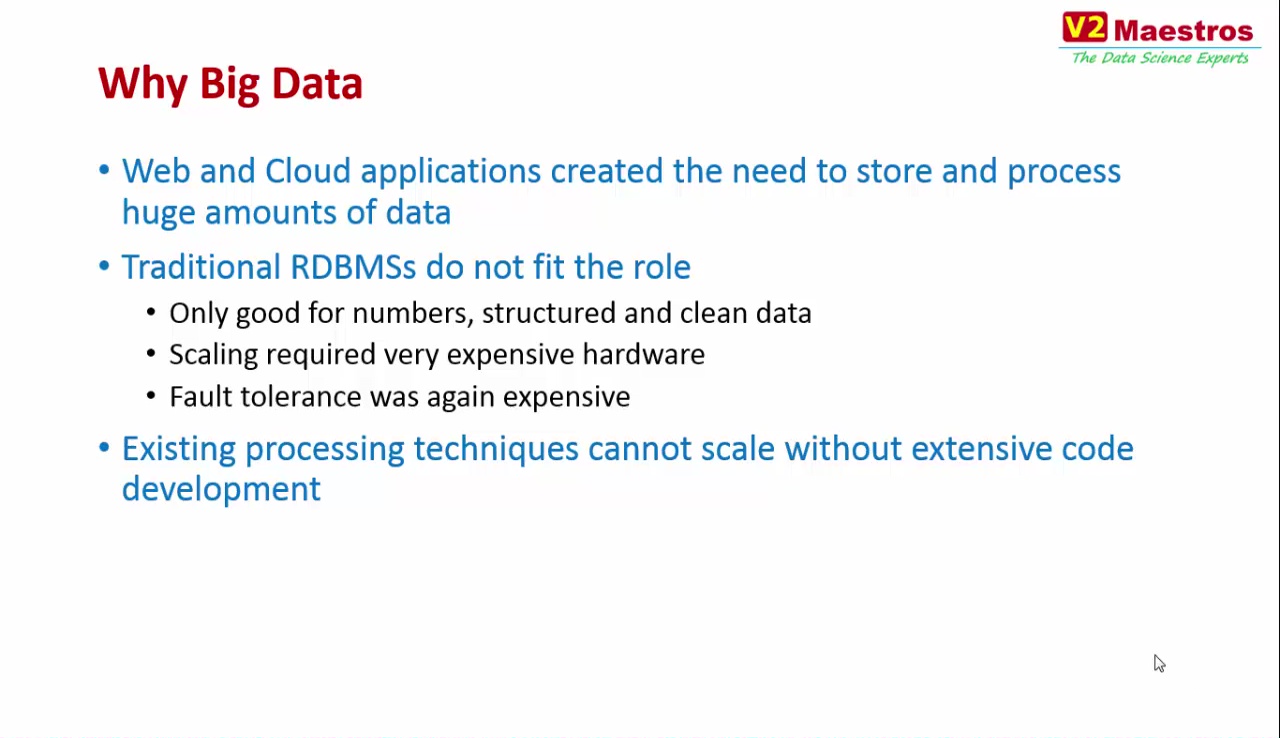 V2 Maestros
The Data Science Experts
Why Big Data
• Web and Cloud applications created the need to store and process
huge amounts of data
• Traditional RDBMSs do not fit the role
• Only good for numbers, structured and clean data
• Scaling required very expensive hardware
• Fault tolerance was again expensive
• Existing processing techniques cannot scale without extensive code
development